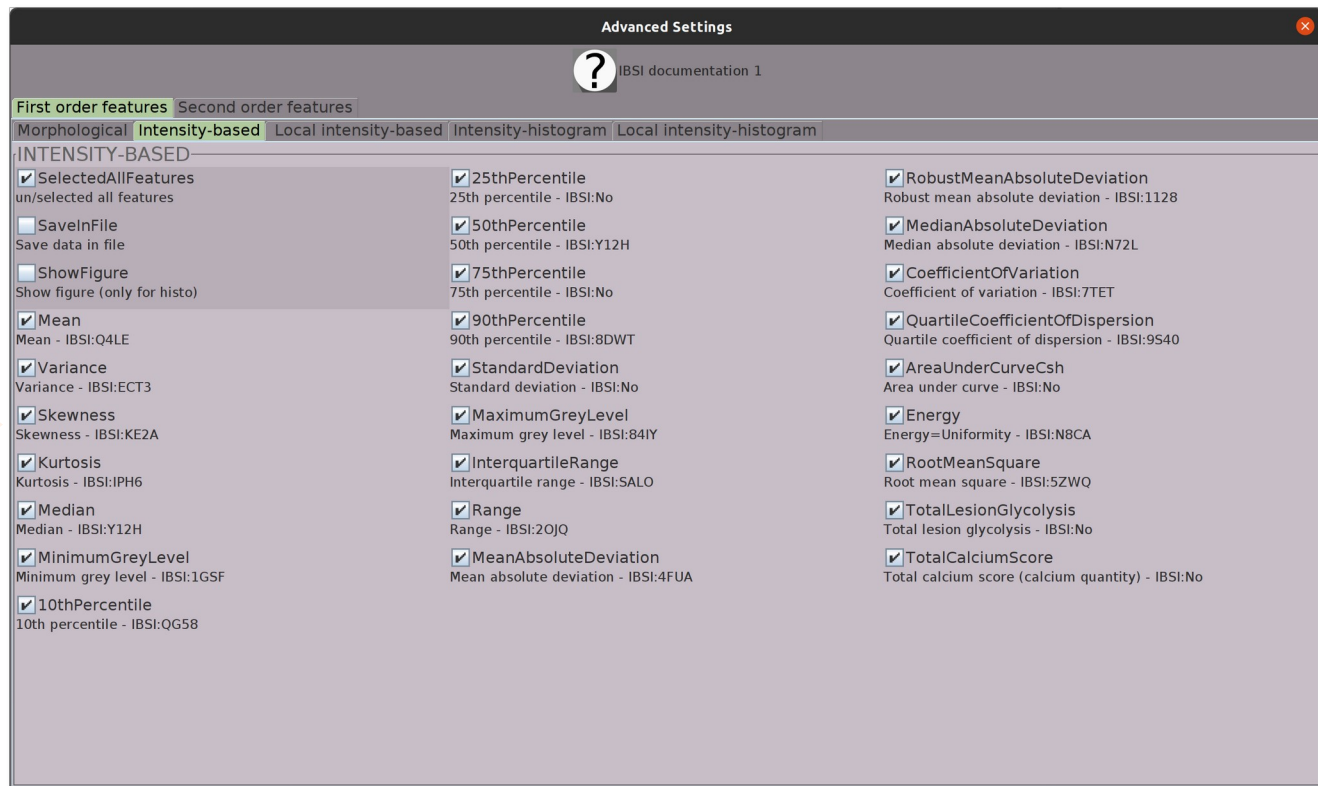 Advanced Settings
? IBSI documentation 1
First order features Second order features
Morphological Intensity-based Local intensity-based Intensity-histogram Local intensity-histogram
INTENSITY-BASED
SelectedAllFeatures
un/selected all features
SaveInFile
Save data in file
ShowFigure
Show figure (only for histo)
Mean
Mean - IBSI:Q4LE
Variance
Variance - IBSI:ECT3
Skewness
Skewness - IBSI:KE2A
Kurtosis
Kurtosis - IBSI:IPH6
Median
Median - IBSI:Y12H
MinimumGreyLevel
Minimum grey level - IBSI:1GSF
10thPercentile
10th percentile - IBSI:QG58
25thPercentile
25th percentile - IBSI:No
50thPercentile
50th percentile - IBSI:Y12H
75thPercentile
75th percentile - IBSI:No
90thPercentile
90th percentile - IBSI:8DWT
StandardDeviation
Standard deviation - IBSI:No
MaximumGreyLevel
Maximum grey level - IBSI:84IY
InterquartileRange
Interquartile range - IBSI:SALO
Range
Range - IBSI:2OJQ
MeanAbsoluteDeviation
Mean absolute deviation - IBSI:4FUA
RobustMeanAbsoluteDeviation
Robust mean absolute deviation - IBSI:1128
MedianAbsoluteDeviation
Median absolute deviation - IBSI:N72L
CoefficientOfVariation
Coefficient of variation - IBSI:7TET
QuartileCoefficientOfDispersion
Quartile coefficient of dispersion - IBSI:9S40
AreaUnderCurveCsh
Area under curve - IBSI:No
Energy
Energy=Uniformity - IBSI:N8CA
RootMeanSquare
Root mean square - IBSI:5ZWQ
TotalLesionGlycolysis
Total lesion glycolysis - IBSI:No
TotalCalciumScore
Total calcium score (calcium quantity) - IBSI:No